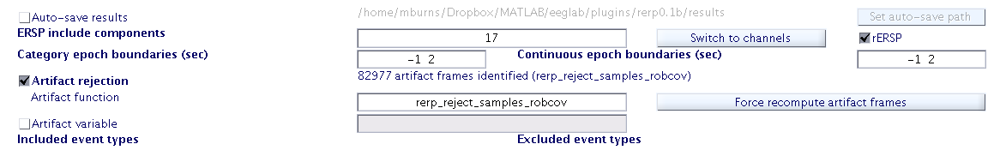 Auto-save results /home/mburns/Dropbox/MATLAB/eeglab/plugins/rerp0.1b/results Set auto-save path
ERSP include components 17 Switch to channels rERSP
Category epoch boundaries (sec) -1 2 Continuous epoch boundaries (sec) -1 2
Artifact rejection 82977 artifact frames identified (rerp_reject_samples_robcov)
Artifact function rerp_reject_samples_robcov Force recompute artifact frames
Artifact variable
Included event types Excluded event types